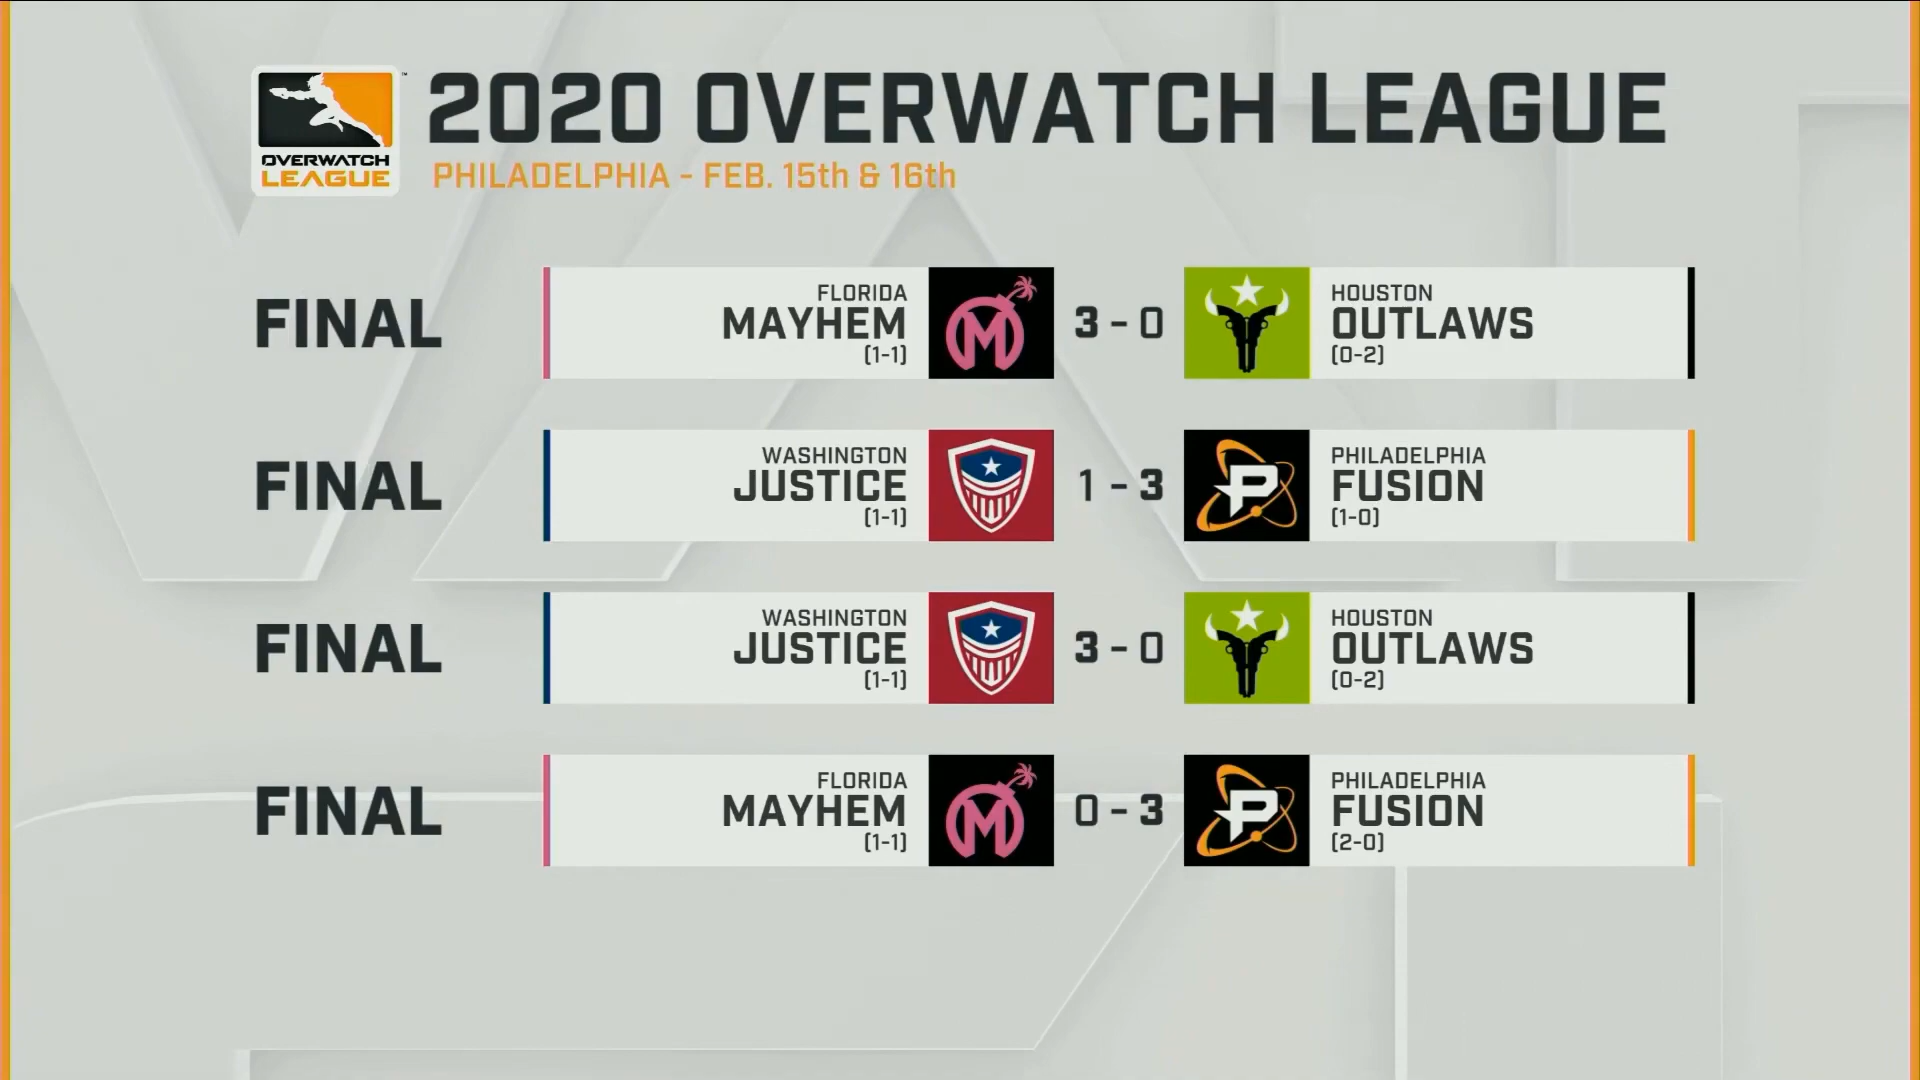 2020 OVERWATCH LEAGUE
OVERWATCH
LEAGUE
™
PHILADELPHIA - FEB. 15th & 16th
FINAL
FLORIDA
MAYHEM
[1-1]
M
3 - 0
HOUSTON
OUTLAWS
[0-2]
FINAL
WASHINGTON
JUSTICE
[1-1]
1 - 3
P
PHILADELPHIA
FUSION
[1-0]
FINAL
WASHINGTON
JUSTICE
[1-1]
3 - 0
HOUSTON
OUTLAWS
[0-2]
FINAL
FLORIDA
MAYHEM
[1-1]
M
0 - 3
P
PHILADELPHIA
FUSION
[2-0]